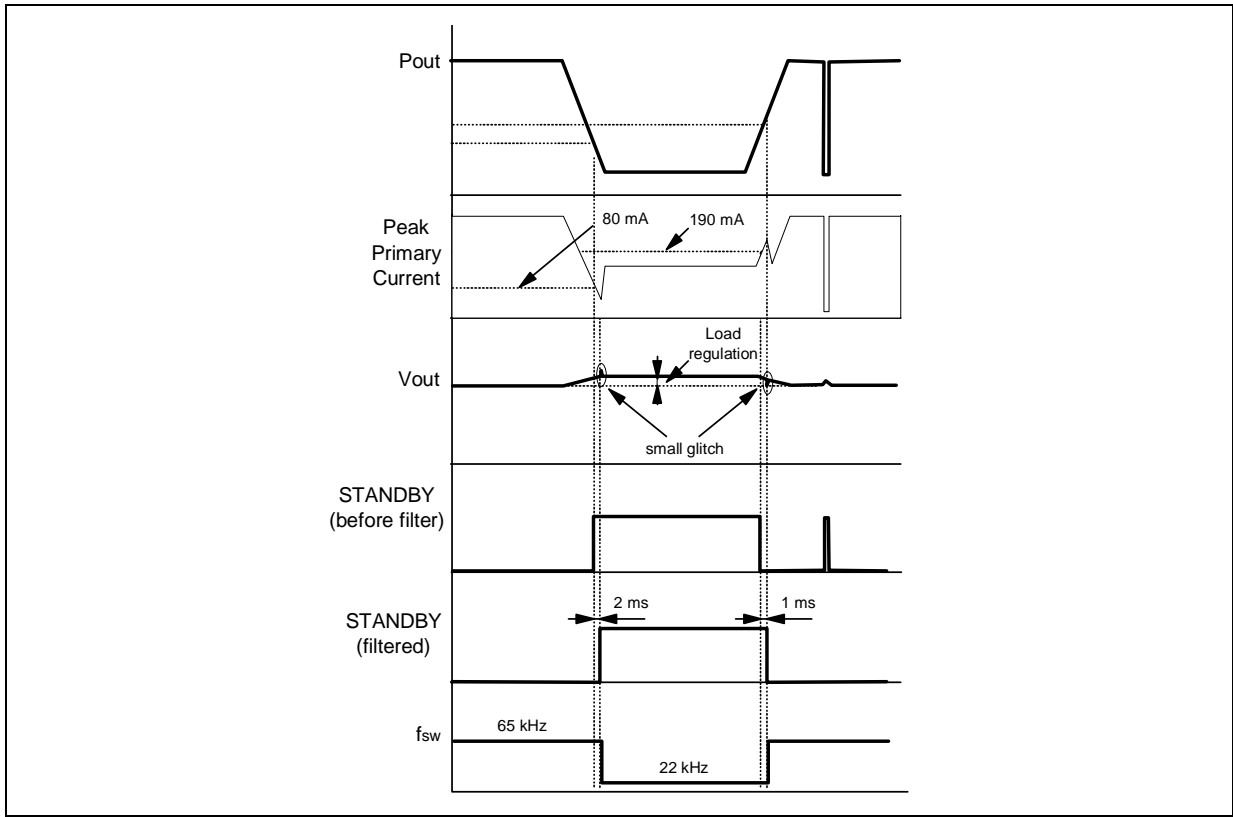 Pout
80 mA
190 mA
Peak
Primary
Current
Load
regulation
Vout
small glitch
STANDBY
(before filter)
2 ms
1 ms
STANDBY
(filtered)
65 kHz
fsw
22 kHz